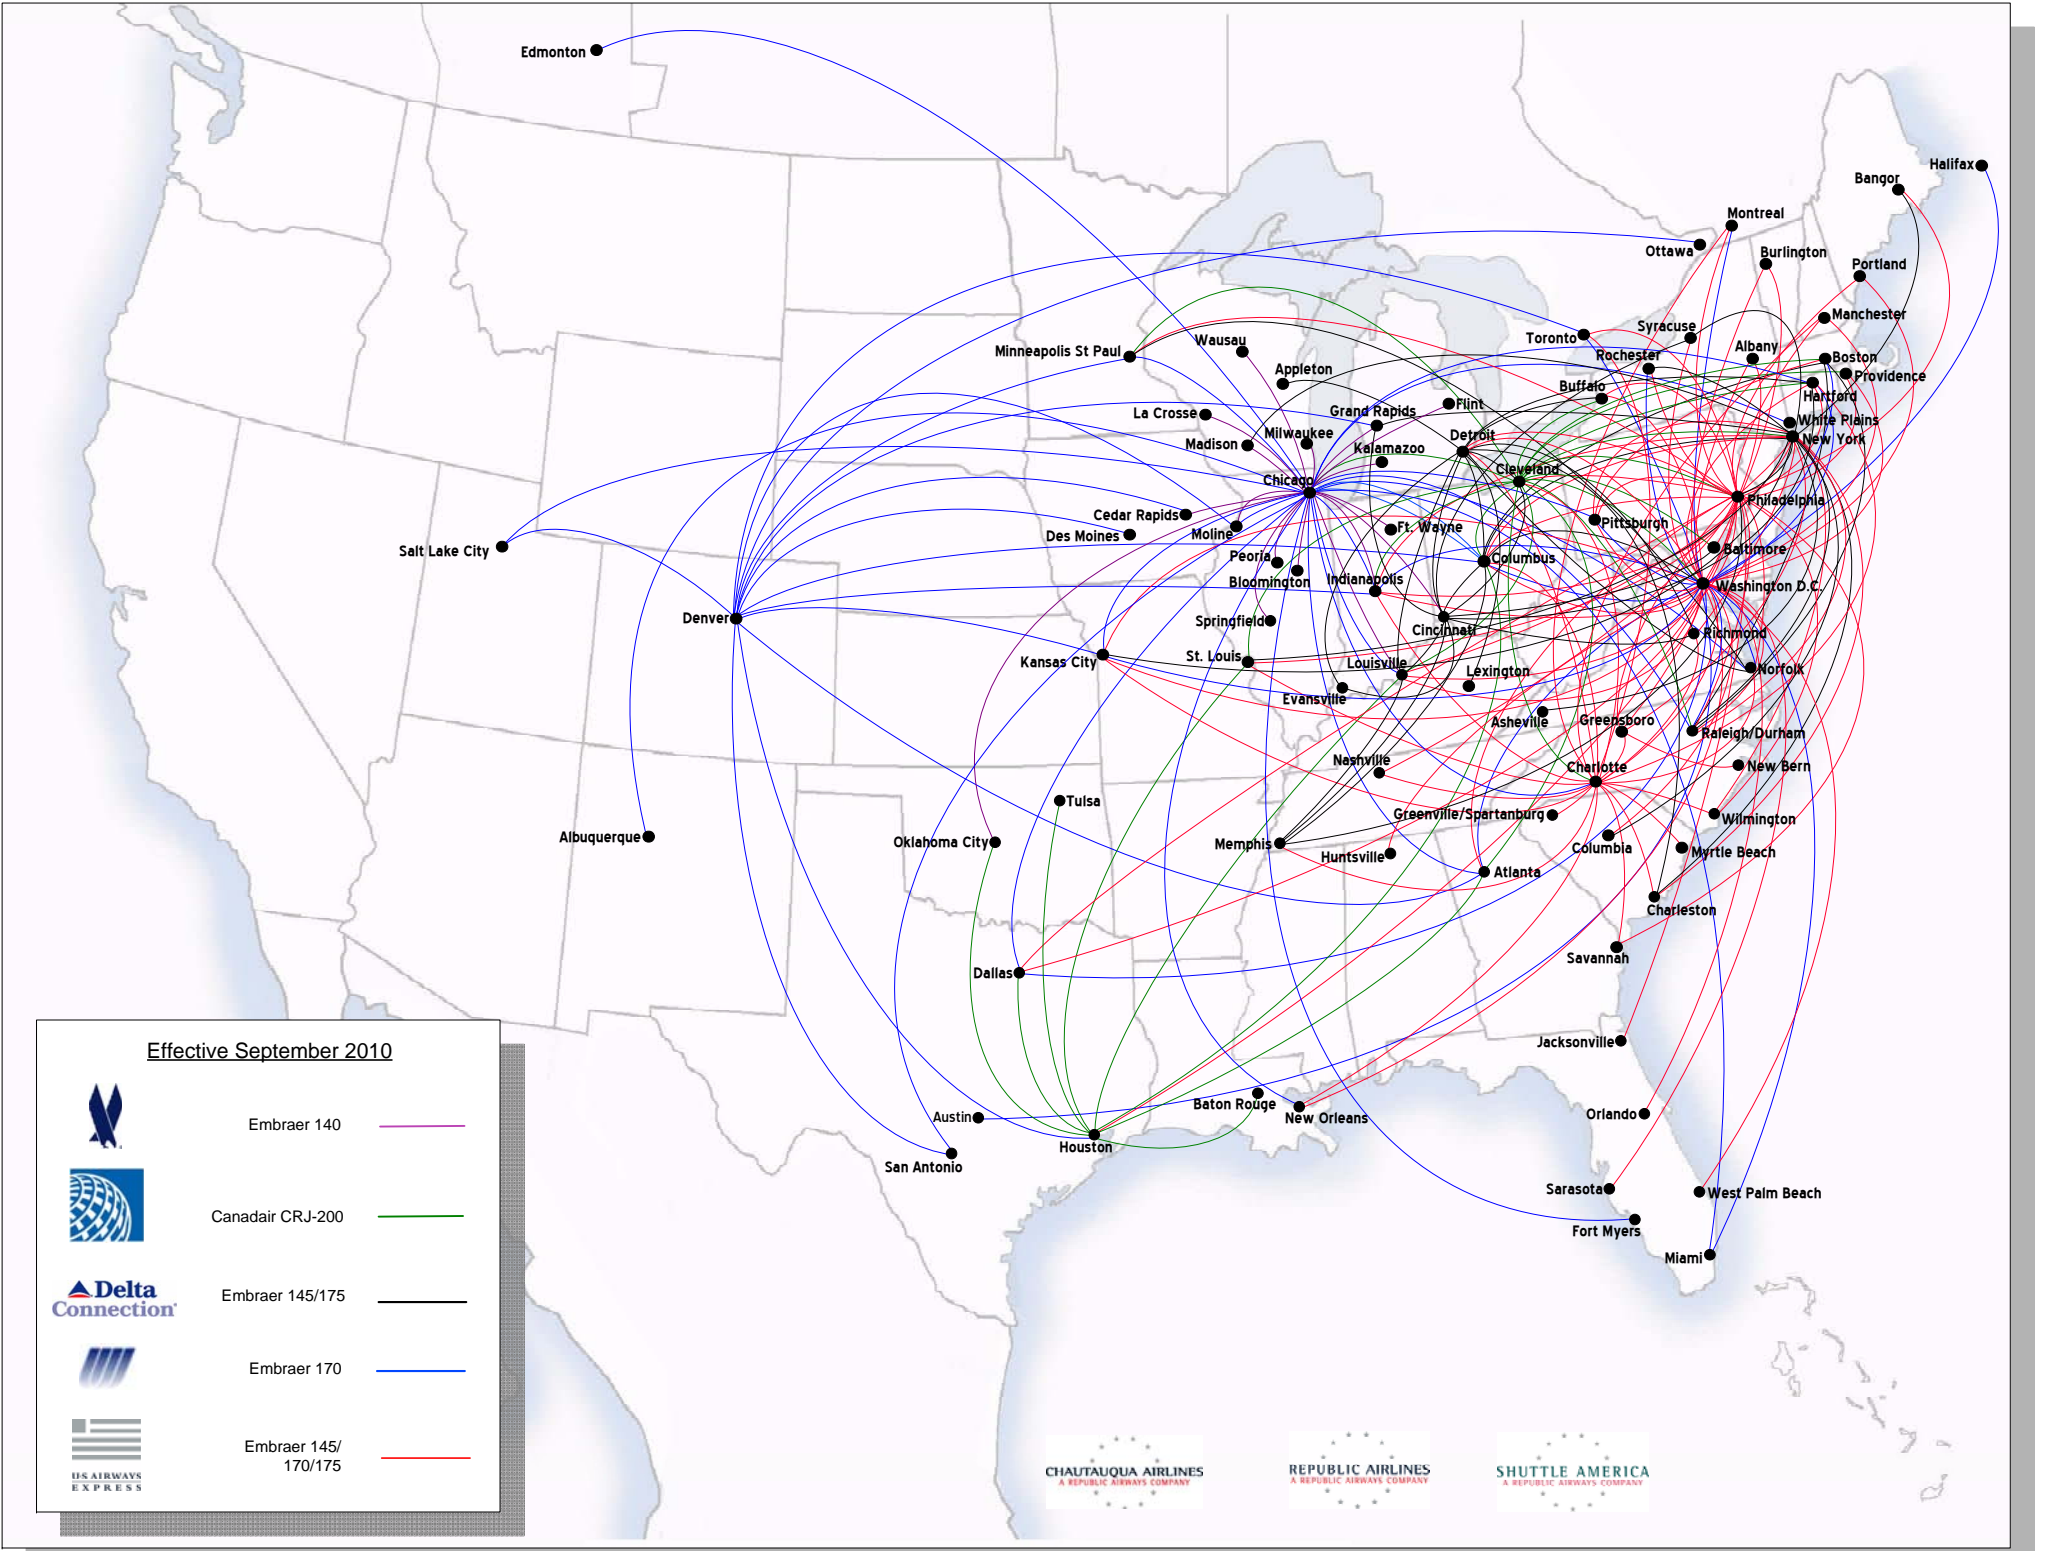 Edmonton
Halifax
Bangor
Montreal
Ottawa
Burlington
Portland
Manchester
Syracuse
Toronto
Wausau
Albany
Boston
Minneapolis St Paul
Rochester
Appleton
Providence
Buffalo
Hartford
Flint
La Crosse
Grand Rapids
White Plains
Milwaukee
Detroit
New York
Madison
Kalamazoo
Cleveland
Chicago
Philadelphia
Cedar Rapids
Ft. Wayne
Pittsburgh
Des Moines
Moline
Salt Lake City
Baltimore
Peoria
Columbus
Bloomington
Indianapolis
Washington D.C.
Denver
Springfield
Cincinnati
Richmond
St. Louis
Kansas City
Louisville
Lexington
Norfolk
Evansville
Asheville
Greensboro
Raleigh/Durham
Nashville
Charlotte
New Bern
Tulsa
Greenville/Spartanburg
Wilmington
Albuquerque
Oklahoma City
Memphis
Huntsville
Columbia
Myrtle Beach
Atlanta
Charleston
Savannah
Dallas
Jacksonville
Baton Rouge
New Orleans
Orlando
Austin
Houston
San Antonio
Sarasota
West Palm Beach
Fort Myers
Miami
Effective September 2010
Embraer 140
Canadair CRJ-200
Delta
Connection
Embraer 145/175
Embraer 170
Embraer 145/
170/175
U·S AIRWAYS
EXPRESS
CHAUTAUQUA AIRLINES
A REPUBLIC AIRWAYS COMPANY
REPUBLIC AIRLINES
A REPUBLIC AIRWAYS COMPANY
SHUTTLE AMERICA
A REPUBLIC AIRWAYS COMPANY